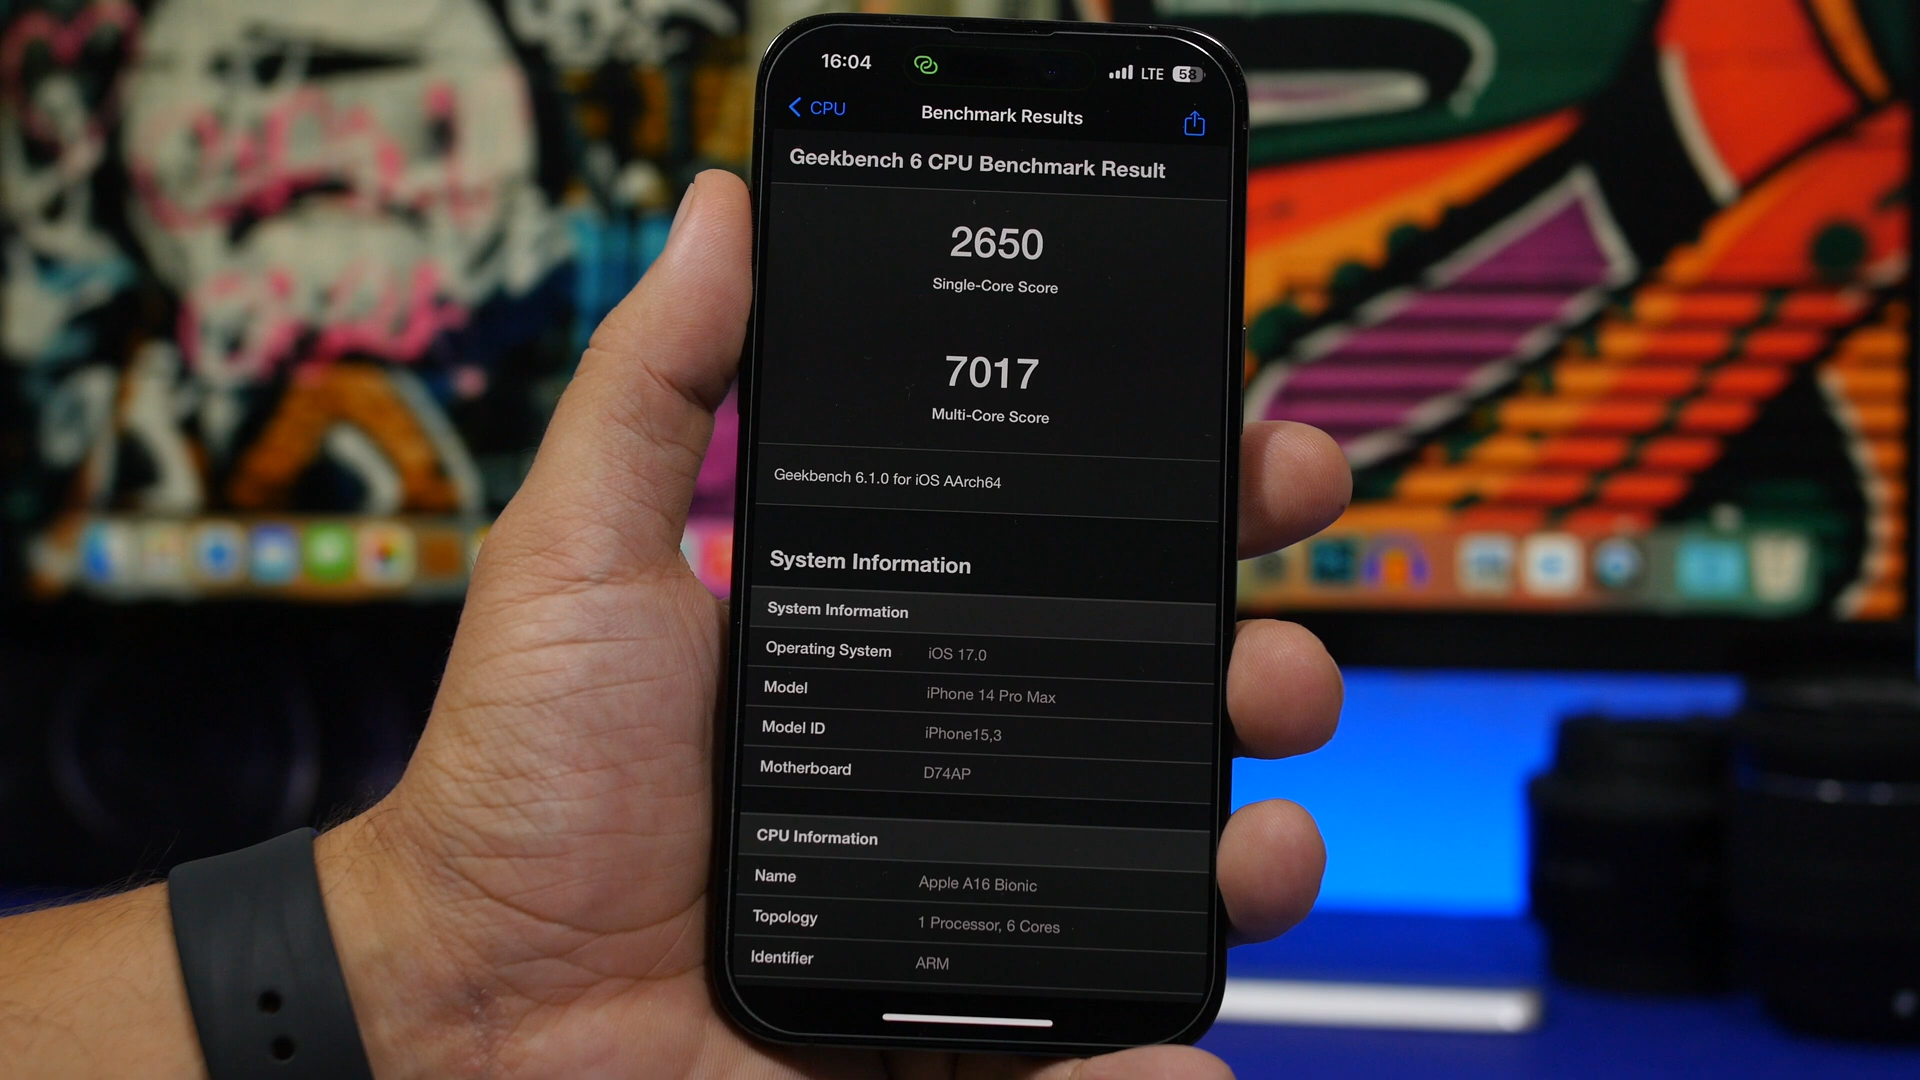 16:04 LTE 58
CPU Benchmark Results
Geekbench 6 CPU Benchmark Result
2650
Single-Core Score
7017
Multi-Core Score
Geekbench 6.1.0 for iOS AArch64
System Information
System Information
Operating System iOS 17.0
Model iPhone 14 Pro Max
Model ID iPhone15,3
Motherboard D74AP
CPU Information
Name Apple A16 Bionic
Topology 1 Processor, 6 Cores
Identifier ARM